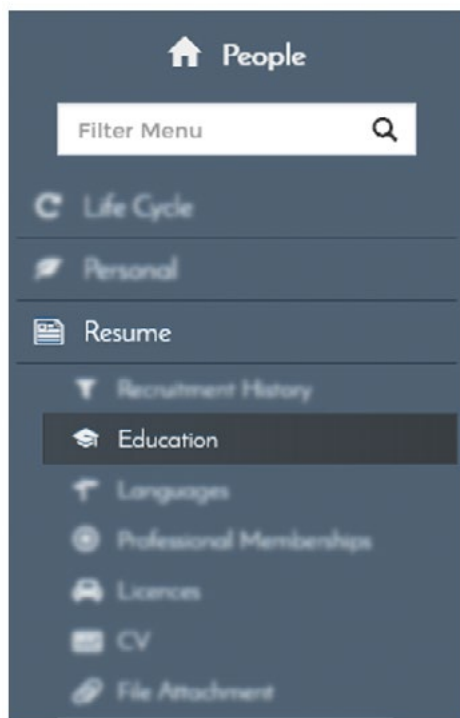 People
Filter Menu
Life Cycle
Personal
Resume
Recruitment History
Education
Languages
Professional Memberships
Licences
CV
File Attachment